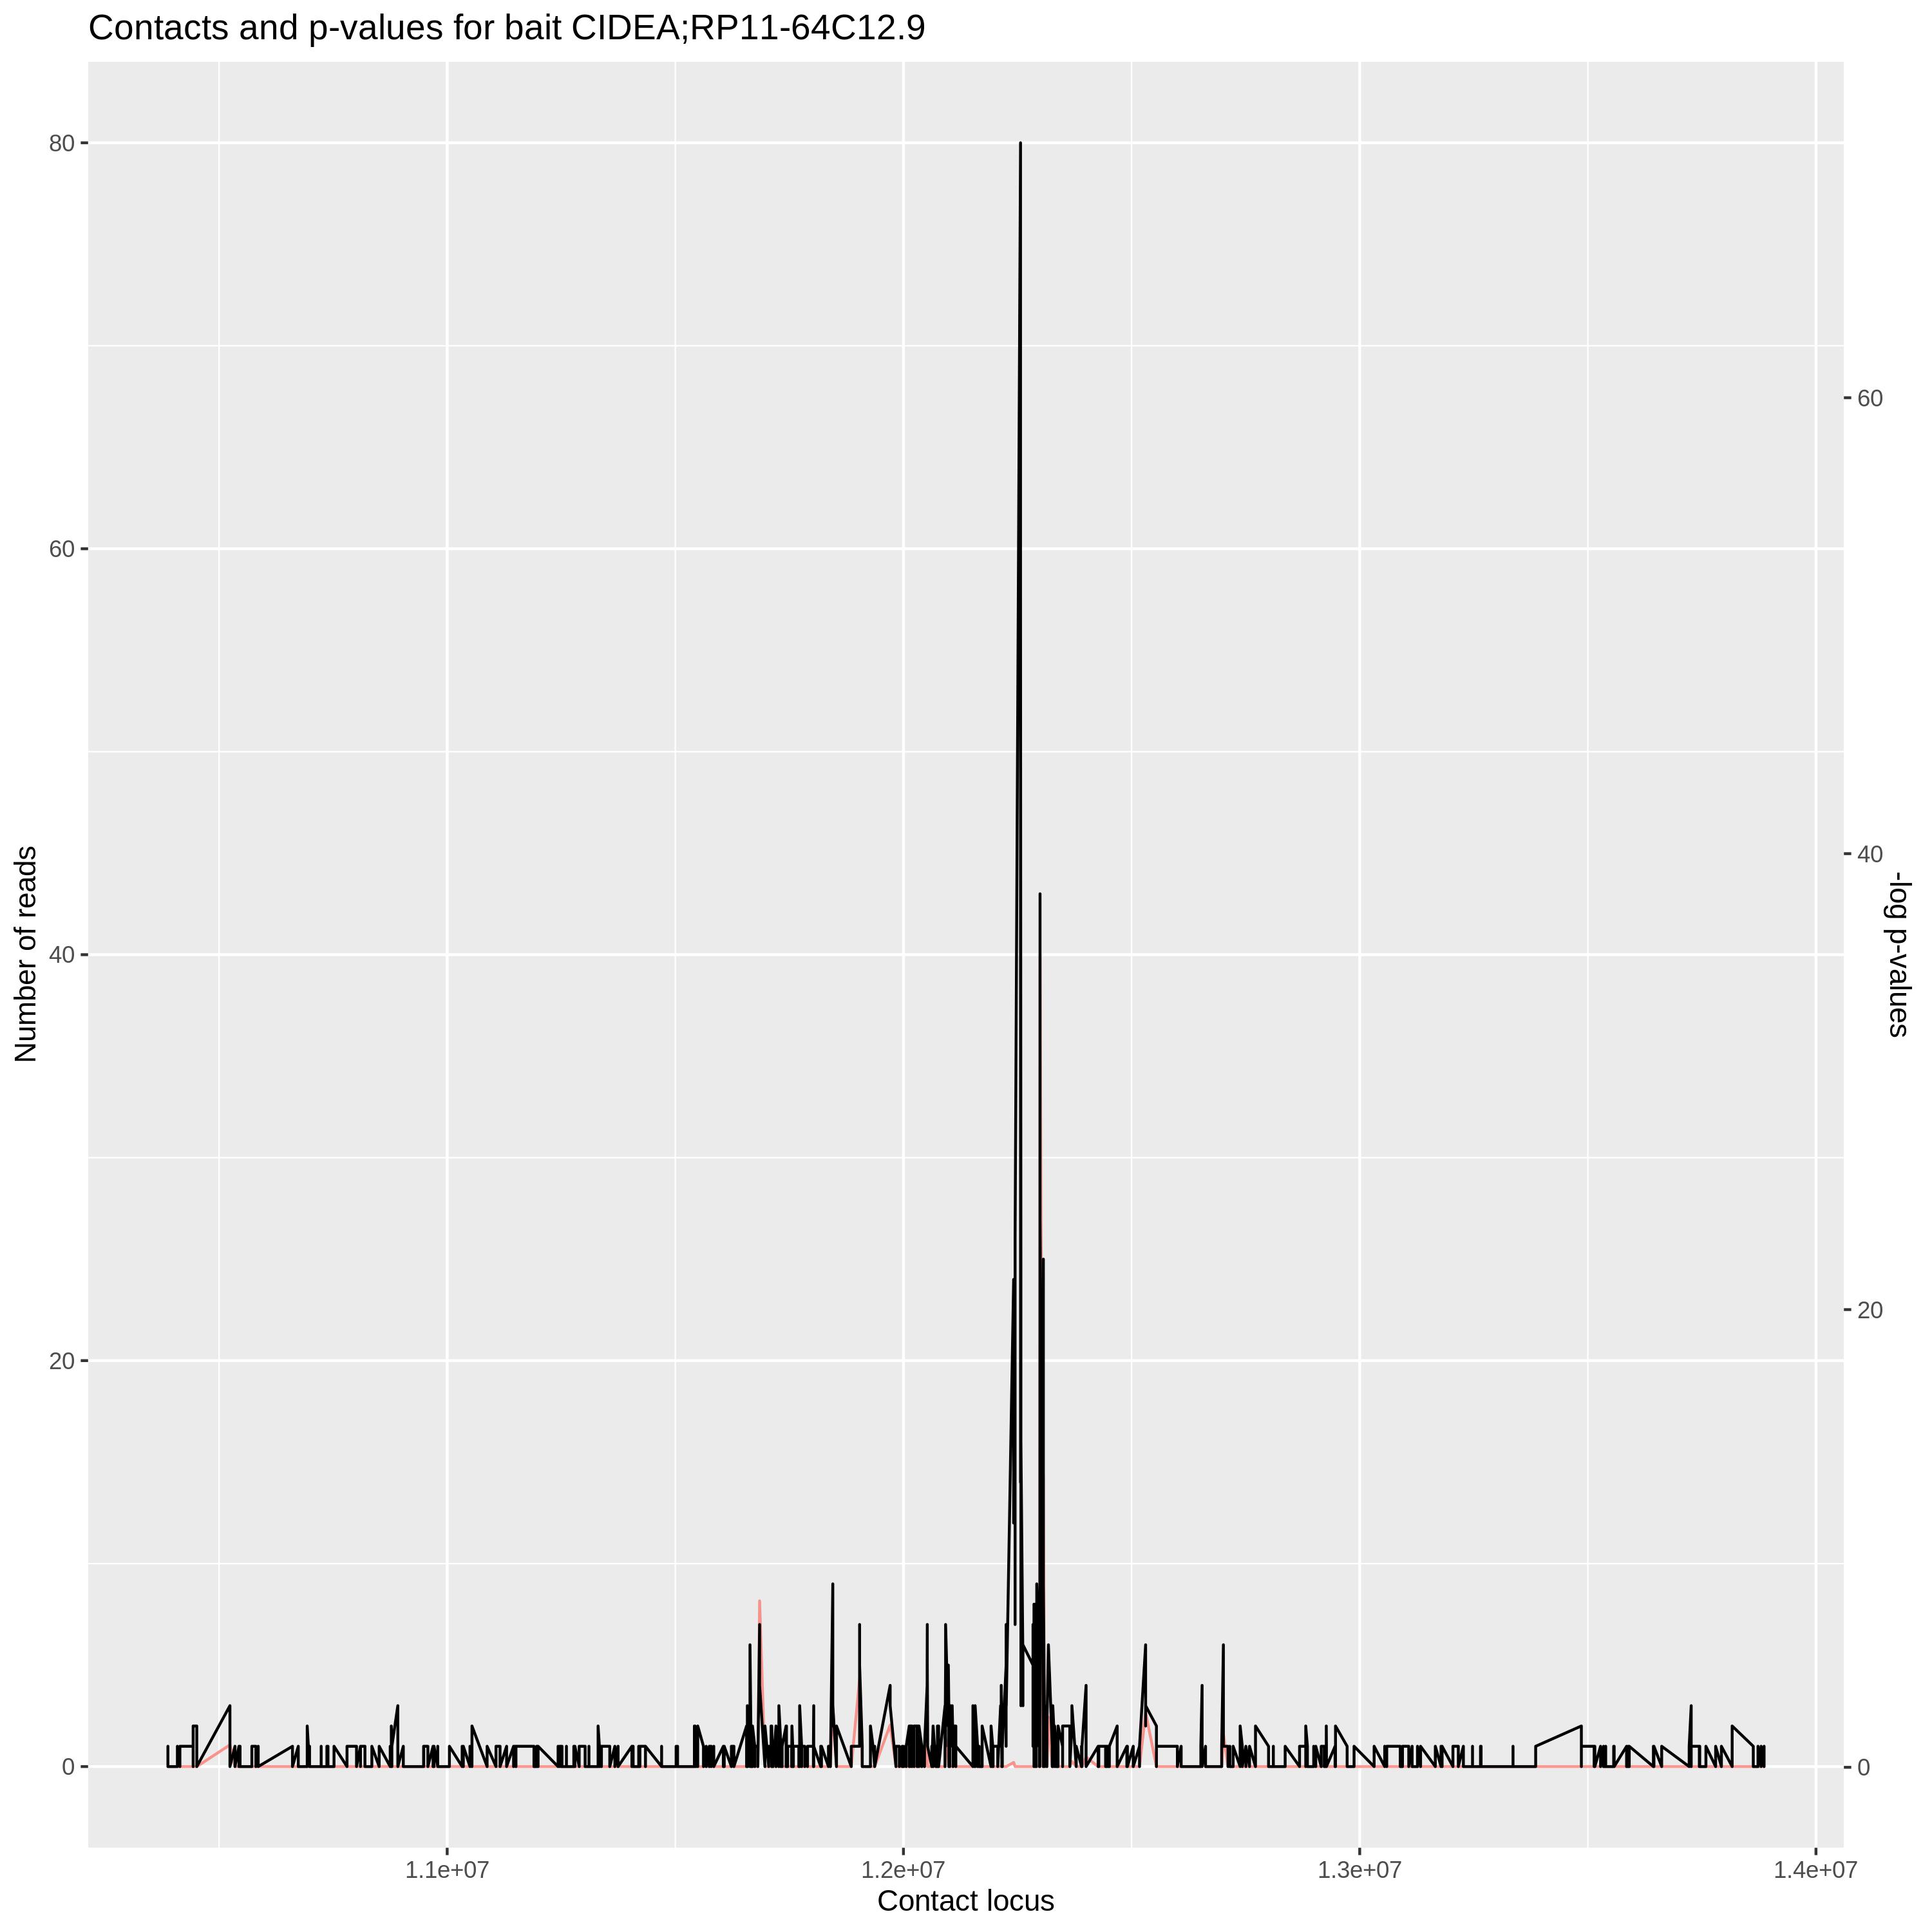 Contacts and p-values for bait CIDEA;RP11-64C12.9
80
60
40
20
0
Number of reads
60
40
20
0
-log p-values
1.1e+07
1.2e+07
1.3e+07
1.4e+07
Contact locus